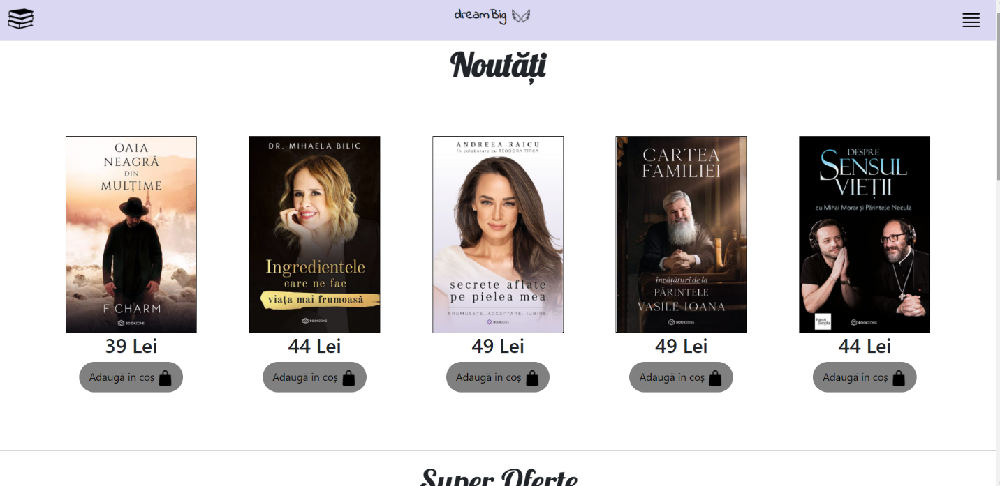 dreamBig
Noutăți
OAIA
NEAGRĂ
DIN
MULȚIME
F.CHARM
BOOKZONE
39 Lei
Adaugă în coș
DR. MIHAELA BILIC
Ingredientele
care ne fac
viața mai frumoasă
BOOKZONE
44 Lei
Adaugă în coș
ANDREEA RAICU
în colaborare cu TEODORA TÎRCĂ
secrete aflate
pe pielea mea
FRUMUSEȚE. ACCEPTARE. IUBIRE.
BOOKZONE
49 Lei
Adaugă în coș
CARTEA
FAMILIEI
învățături de la
PĂRINTELE
VASILE IOANA
BOOKZONE
49 Lei
Adaugă în coș
DESPRE
SENSUL
VIEȚII
cu Mihai Morar și Părintele Necula
BOOKZONE
44 Lei
Adaugă în coș
Super Oferte